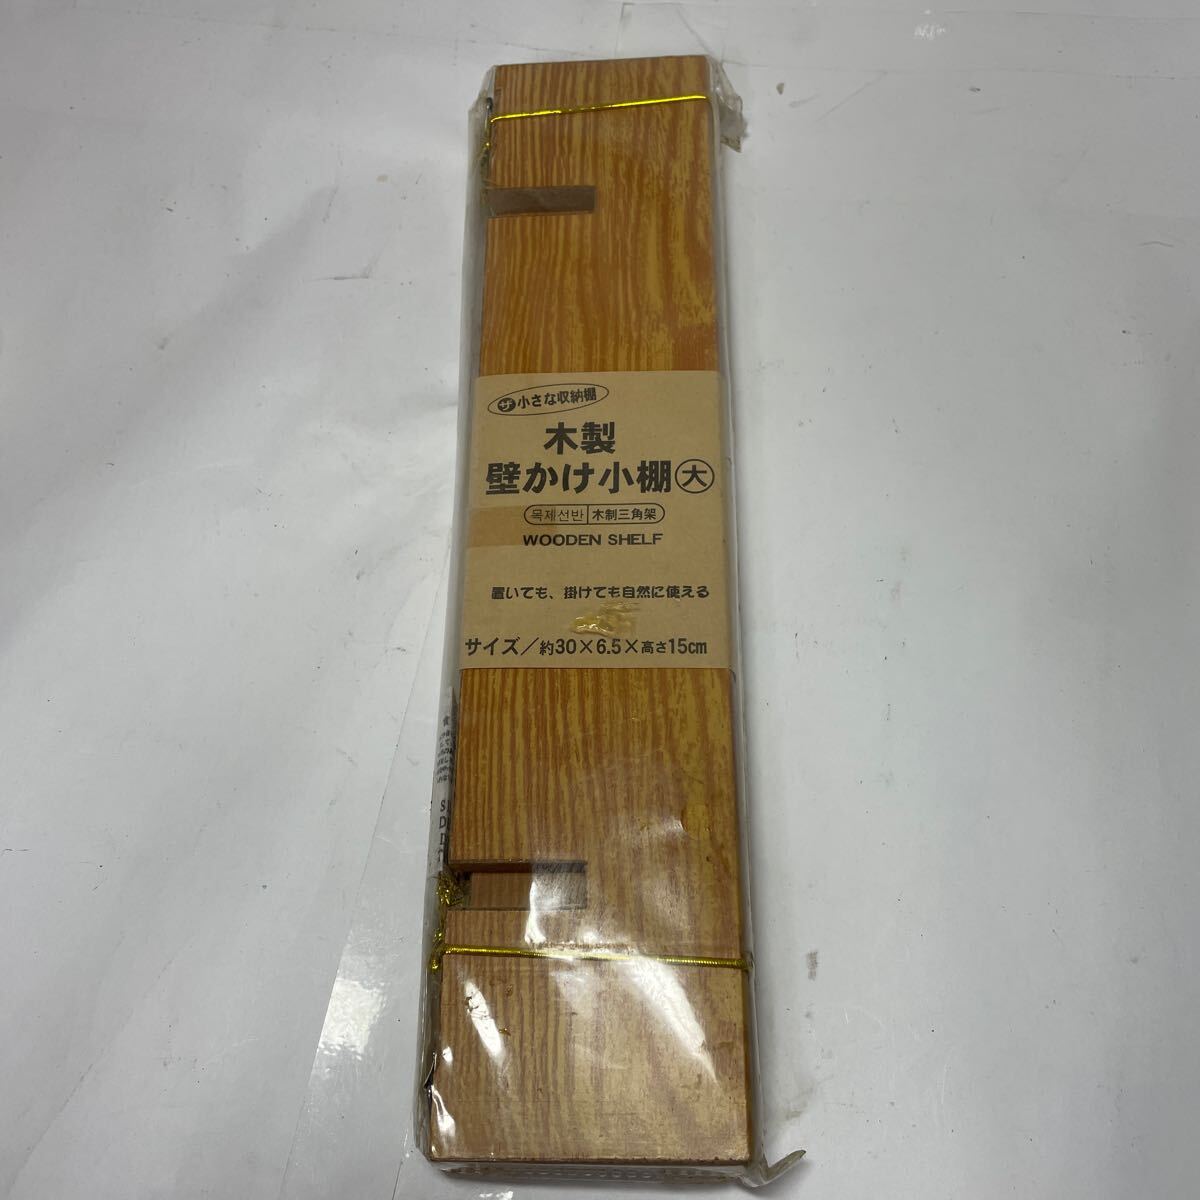 ザ 小さな収納棚
木製
壁かけ小棚 大
목제선반 木制三角架
WOODEN SHELF
置いても、掛けても自然に使える
サイズ/約30×6.5×高さ15cm